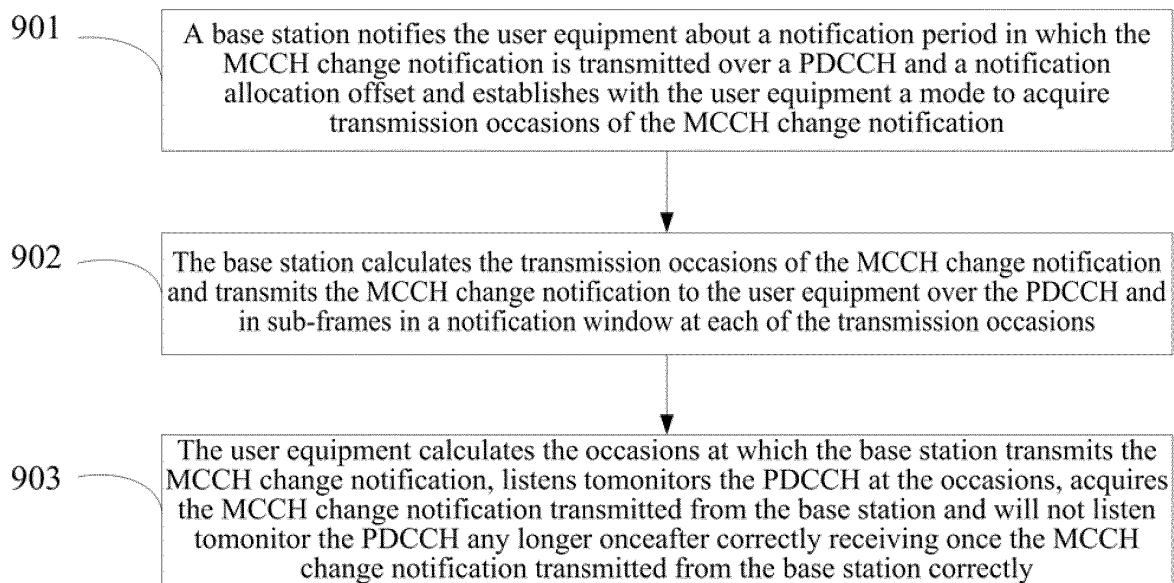 901
A base station notifies the user equipment about a notification period in which the
MCCH change notification is transmitted over a PDCCH and a notification
allocation offset and establishes with the user equipment a mode to acquire
transmission occasions of the MCCH change notification
902
The base station calculates the transmission occasions of the MCCH change notification
and transmits the MCCH change notification to the user equipment over the PDCCH and
in sub-frames in a notification window at each of the transmission occasions
903
The user equipment calculates the occasions at which the base station transmits the
MCCH change notification, listens tomonitors the PDCCH at the occasions, acquires
the MCCH change notification transmitted from the base station and will not listen
tomonitor the PDCCH any longer onceafter correctly receiving once the MCCH
change notification transmitted from the base station correctly